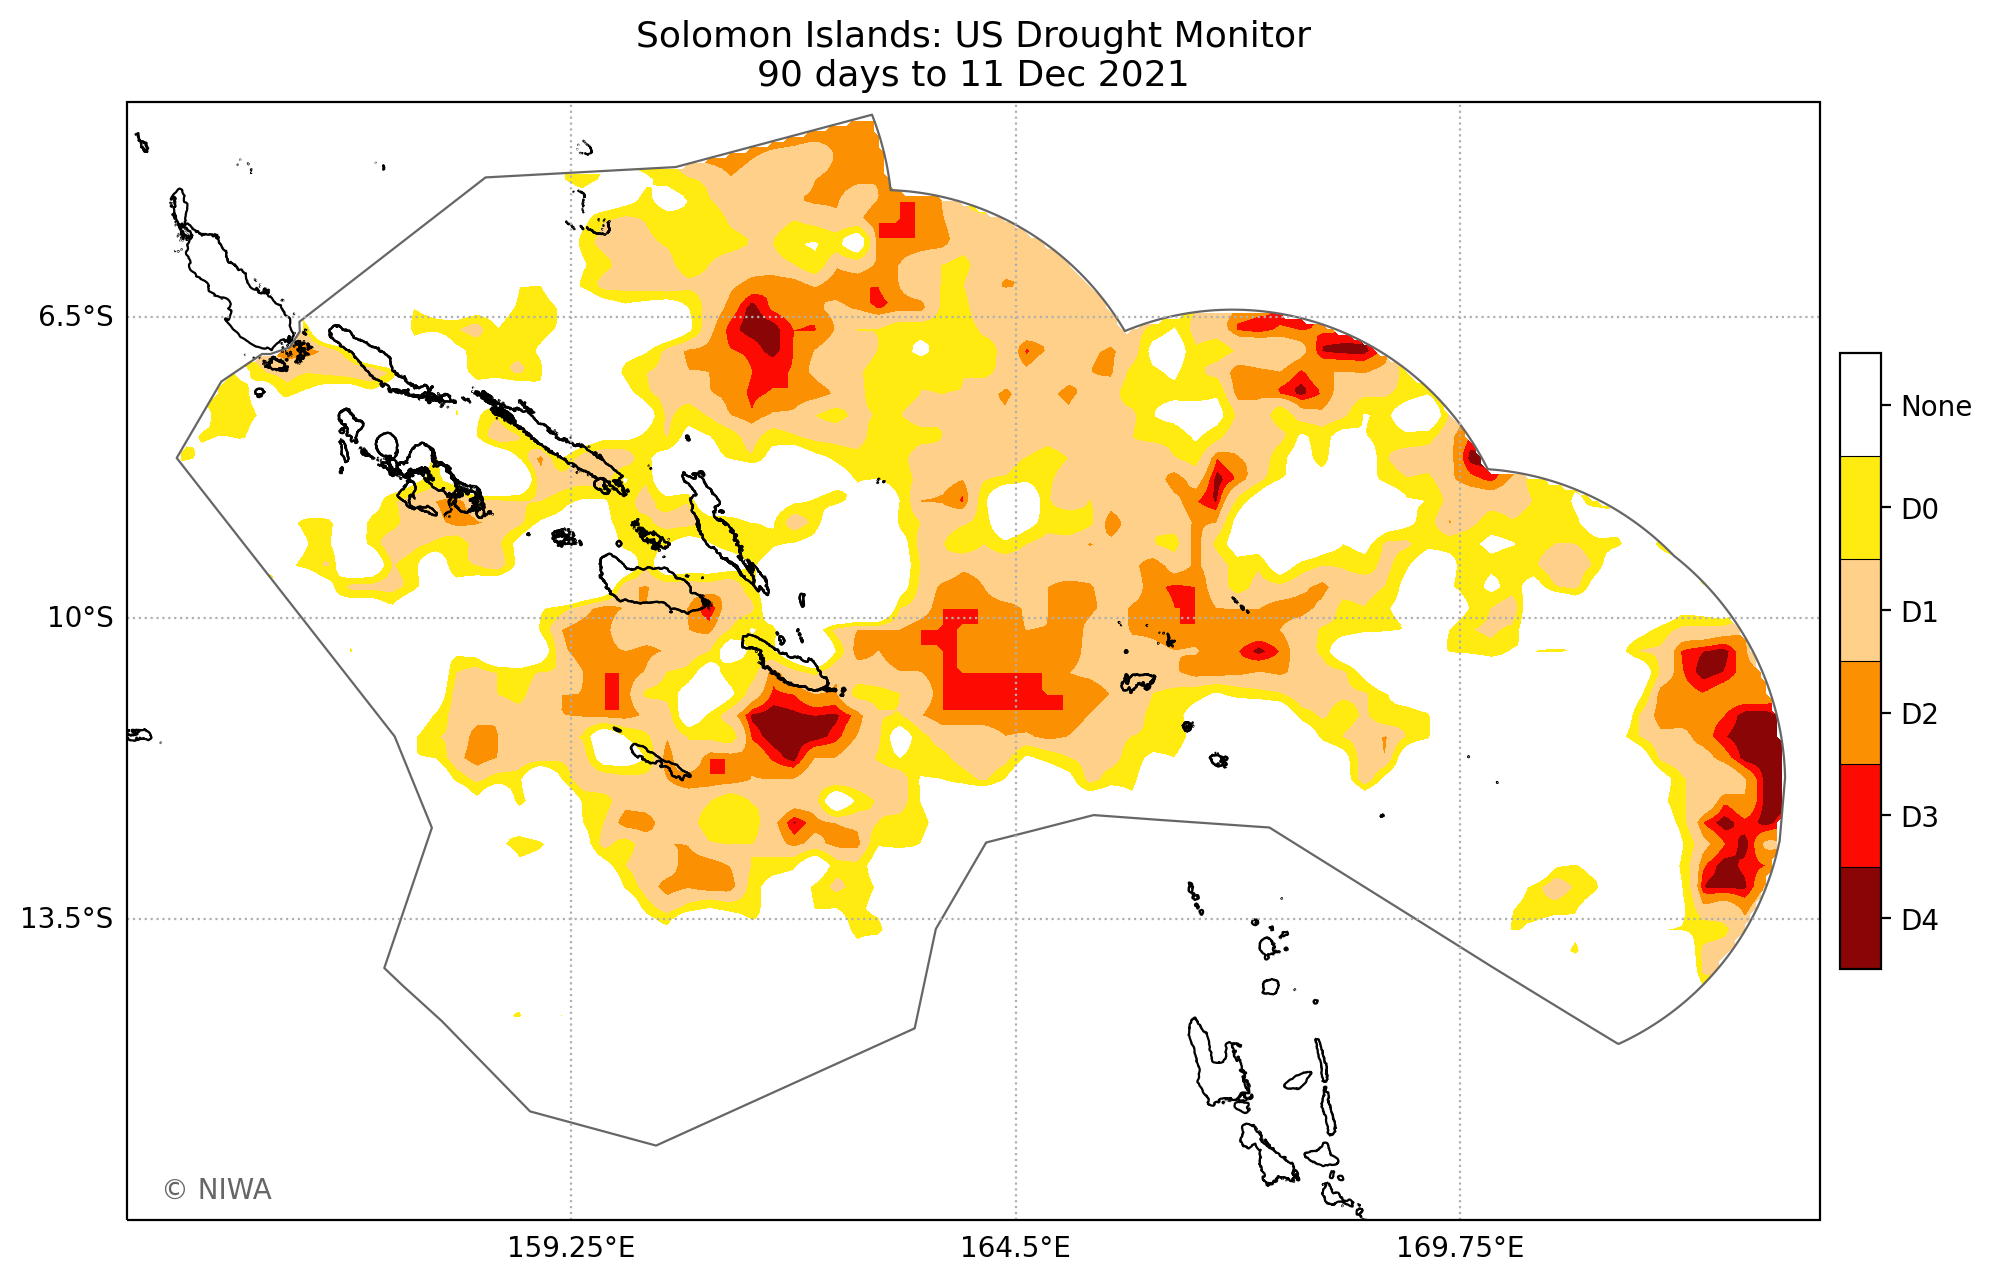 Solomon Islands: US Drought Monitor
90 days to 11 Dec 2021
6.5°S
10°S
13.5°S
159.25°E
164.5°E
169.75°E
None
D0
D1
D2
D3
D4
© NIWA